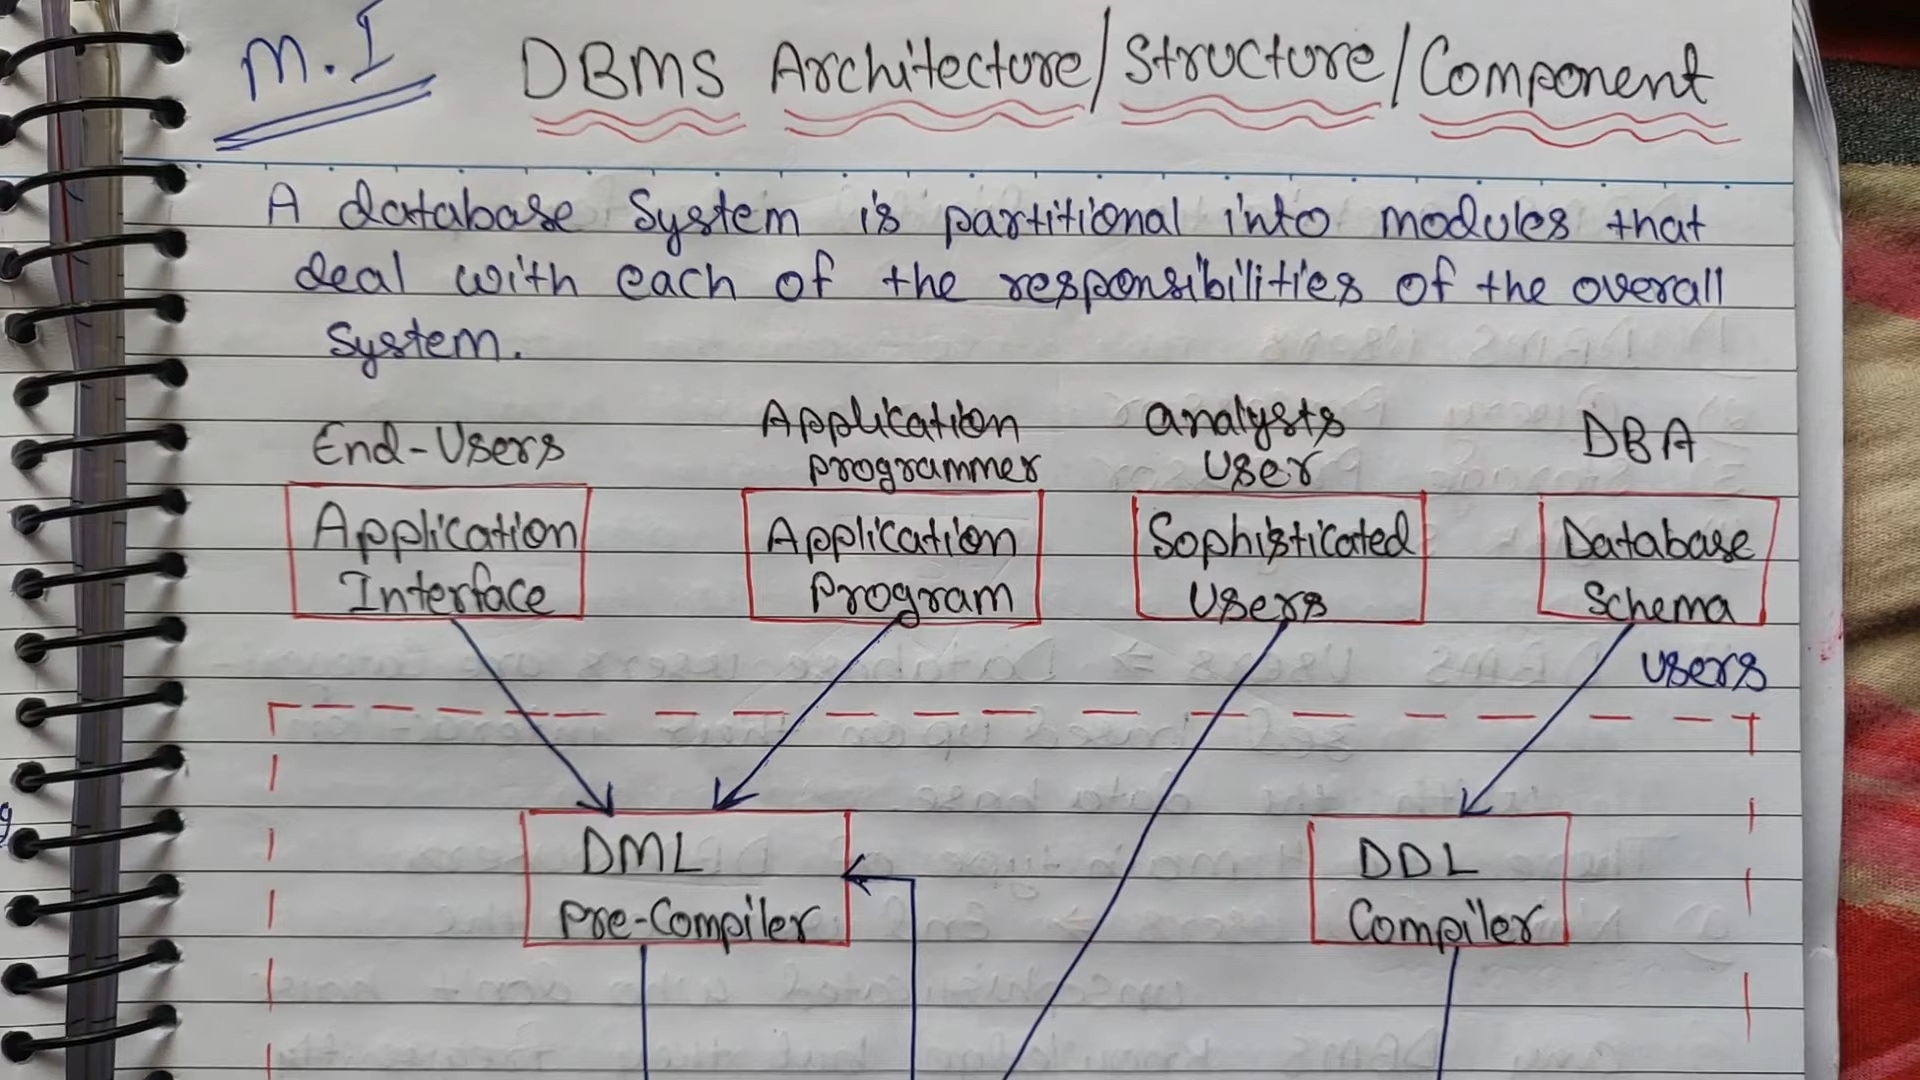 M.I
DBMS Architecture/Structure/Component
A database System is partitional into modules that
deal with each of the responsibilities of the overall
System.
End-Users
Application
programmer
analysts
User
DBA
Application
Interface
Application
Program
Sophisticated
Users
Database
Schema
users
DML
Pre-Compiler
DDL
Compiler